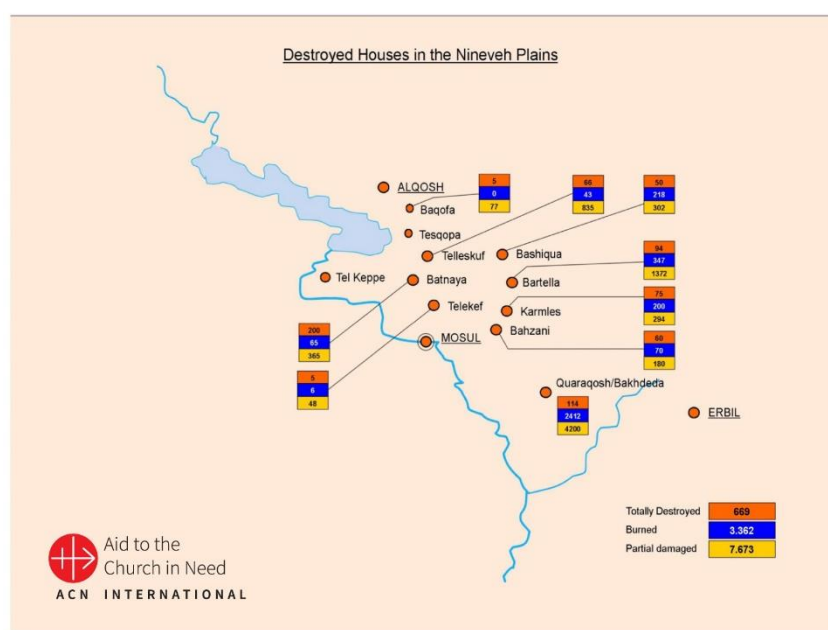 Destroyed Houses in the Nineveh Plains
ALQOSH
5
0
77
66
43
835
50
218
302
Baqofa
Tesqopa
Telleskuf
Bashiqua
94
347
1372
Tel Keppe
Batnaya
Bartella
75
200
294
Telekef
Karmles
Bahzani
200
65
365
MOSUL
60
70
180
5
6
48
Quaraqosh/Bakhdeda
114
2412
4200
ERBIL
Totally Destroyed 669
Burned 3.362
Partial damaged 7.673
Aid to the
Church in Need
ACN INTERNATIONAL